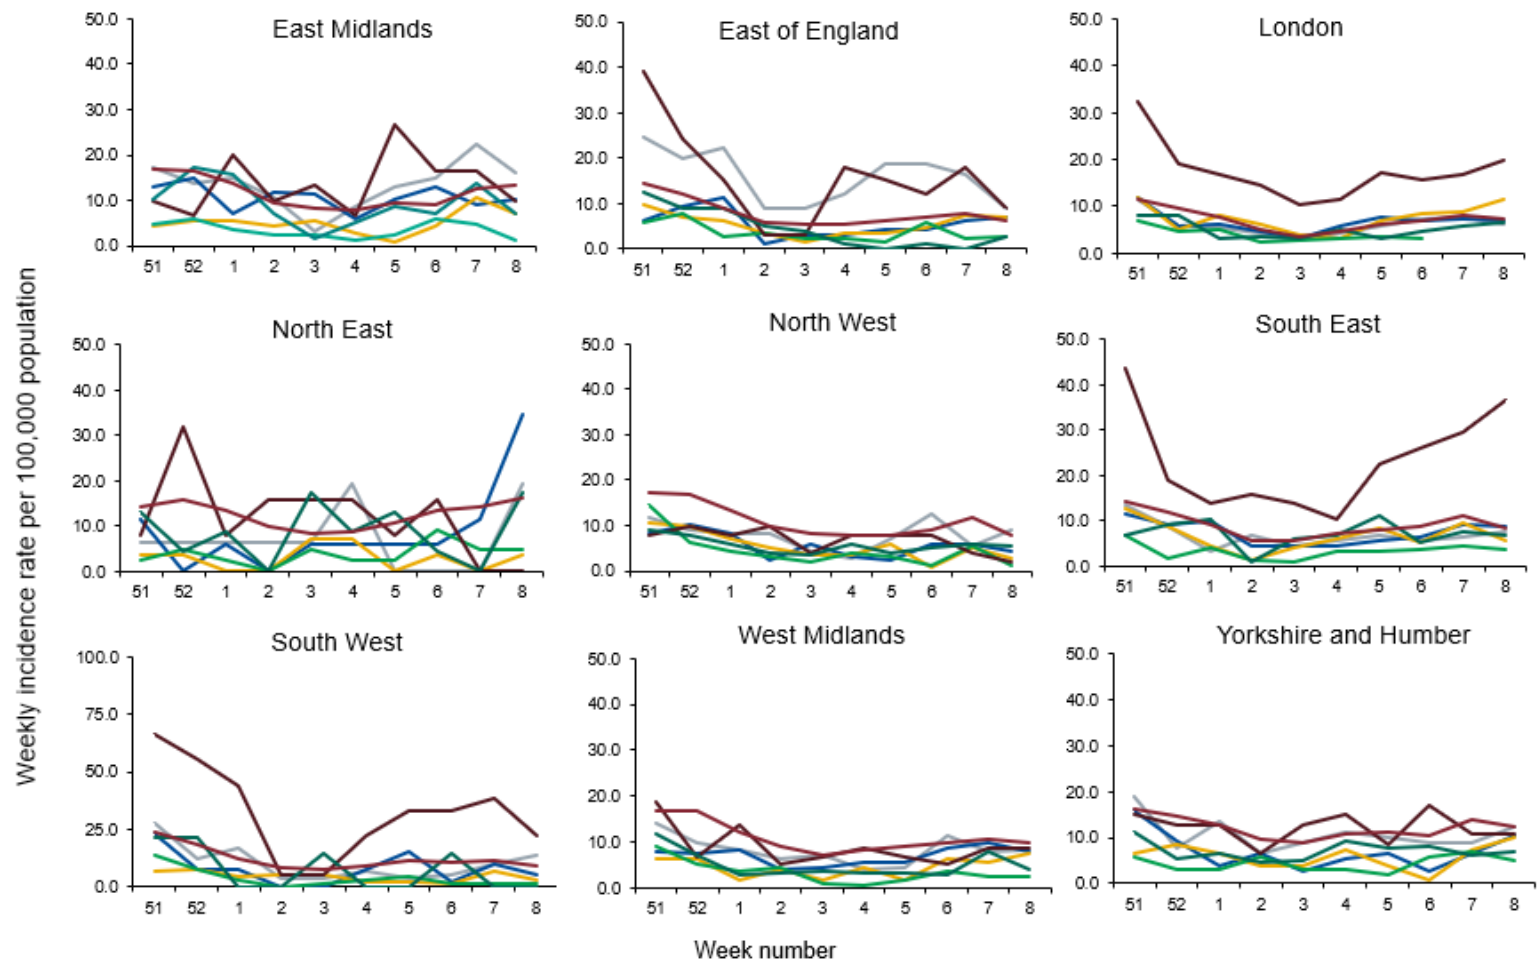 Weekly incidence rate per 100,000 population
East Midlands
50.0
40.0
30.0
20.0
10.0
0.0
51 52 1 2 3 4 5 6 7 8
East of England
50.0
40.0
30.0
20.0
10.0
0.0
51 52 1 2 3 4 5 6 7 8
London
50.0
40.0
30.0
20.0
10.0
0.0
51 52 1 2 3 4 5 6 7 8
North East
50.0
40.0
30.0
20.0
10.0
0.0
51 52 1 2 3 4 5 6 7 8
North West
50.0
40.0
30.0
20.0
10.0
0.0
51 52 1 2 3 4 5 6 7 8
South East
50.0
40.0
30.0
20.0
10.0
0.0
51 52 1 2 3 4 5 6 7 8
South West
100.0
75.0
50.0
25.0
0.0
51 52 1 2 3 4 5 6 7 8
West Midlands
50.0
40.0
30.0
20.0
10.0
0.0
51 52 1 2 3 4 5 6 7 8
Yorkshire and Humber
50.0
40.0
30.0
20.0
10.0
0.0
51 52 1 2 3 4 5 6 7 8
Week number